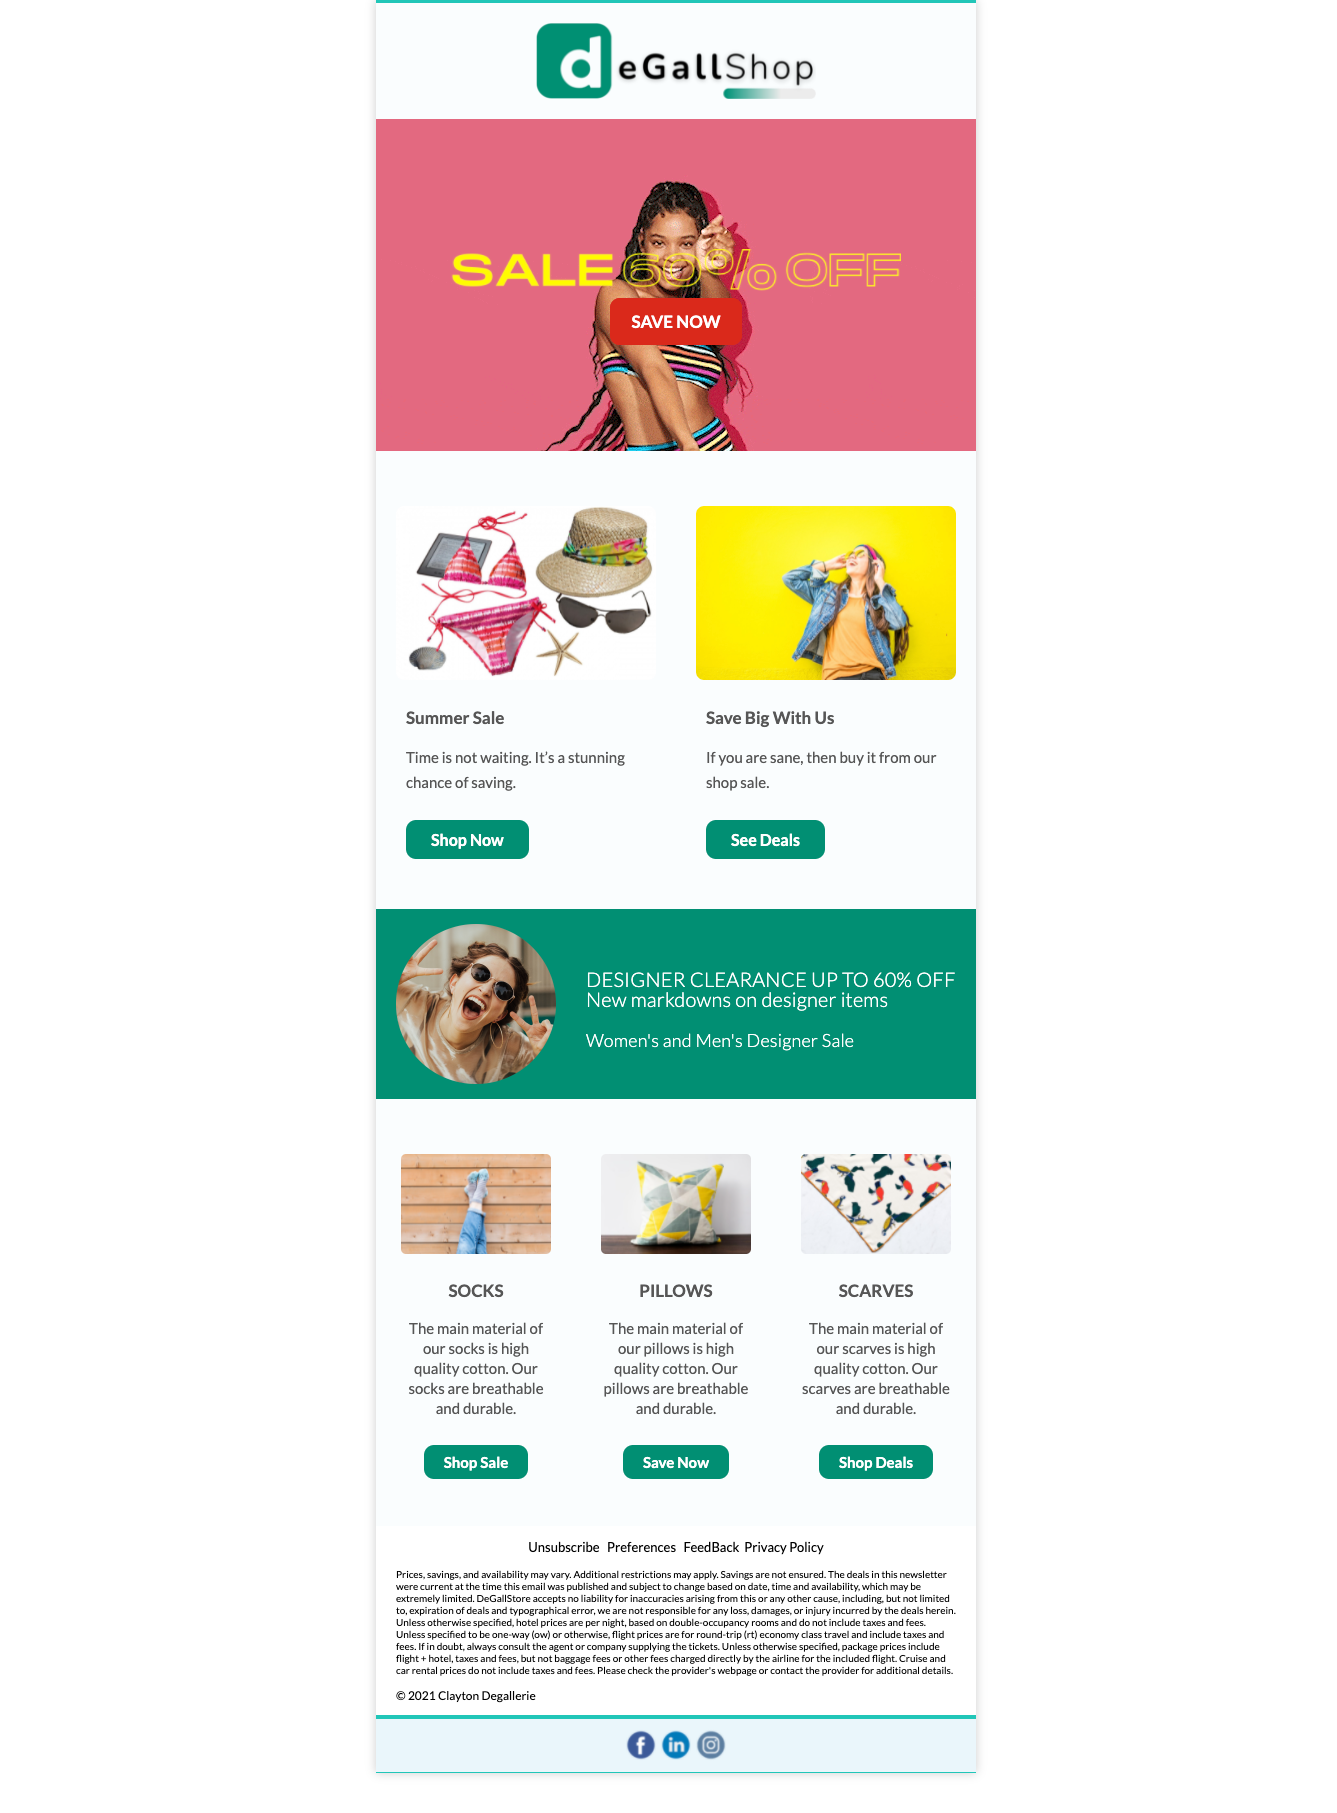 deGallShop
SALE 60% OFF
SAVE NOW
Summer Sale
Time is not waiting. It’s a stunning
chance of saving.
Shop Now
Save Big With Us
If you are sane, then buy it from our
shop sale.
See Deals
DESIGNER CLEARANCE UP TO 60% OFF
New markdowns on designer items
Women's and Men's Designer Sale
SOCKS
The main material of
our socks is high
quality cotton. Our
socks are breathable
and durable.
Shop Sale
PILLOWS
The main material of
our pillows is high
quality cotton. Our
pillows are breathable
and durable.
Save Now
SCARVES
The main material of
our scarves is high
quality cotton. Our
scarves are breathable
and durable.
Shop Deals
Unsubscribe Preferences FeedBack Privacy Policy
Prices, savings, and availability may vary. Additional restrictions may apply. Savings are not ensured. The deals in this newsletter
were current at the time this email was published and subject to change based on date, time and availability, which may be
extremely limited. DeGallStore accepts no liability for inaccuracies arising from this or any other cause, including, but not limited
to, expiration of deals and typographical error, we are not responsible for any loss, damages, or injury incurred by the deals herein.
Unless otherwise specified, hotel prices are per night, based on double-occupancy rooms and do not include taxes and fees.
Unless specified to be one-way (ow) or otherwise, flight prices are for round-trip (rt) economy class travel and include taxes and
fees. If in doubt, always consult the agent or company supplying the tickets. Unless otherwise specified, package prices include
flight + hotel, taxes and fees, but not baggage fees or other fees charged directly by the airline for the included flight. Cruise and
car rental prices do not include taxes and fees. Please check the provider's webpage or contact the provider for additional details.
© 2021 Clayton Degallerie
f
in